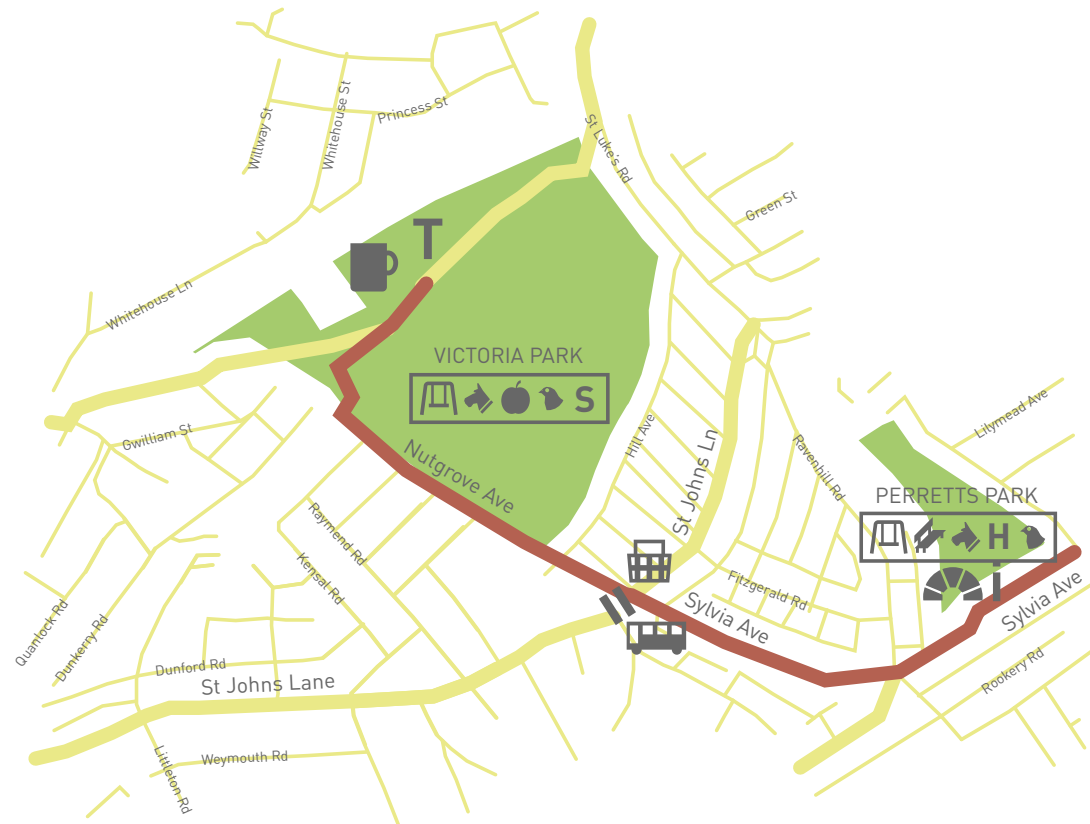 Princess St
Whitehouse St
Willway St
St Luke's Rd
Green St
T
Whitehouse Ln
VICTORIA PARK
S
Lilymead Ave
Gwilliam St
Hill Ave
St Johns Ln
Ravenhill Rd
Nutgrove Ave
PERRETTS PARK
H
i
Raymend Rd
Kensal Rd
Fitzgerald Rd
Sylvia Ave
Sylvia Ave
Quanlock Rd
Dunkerry Rd
Dunford Rd
St Johns Lane
Rookery Rd
Weymouth Rd
Littleton Rd